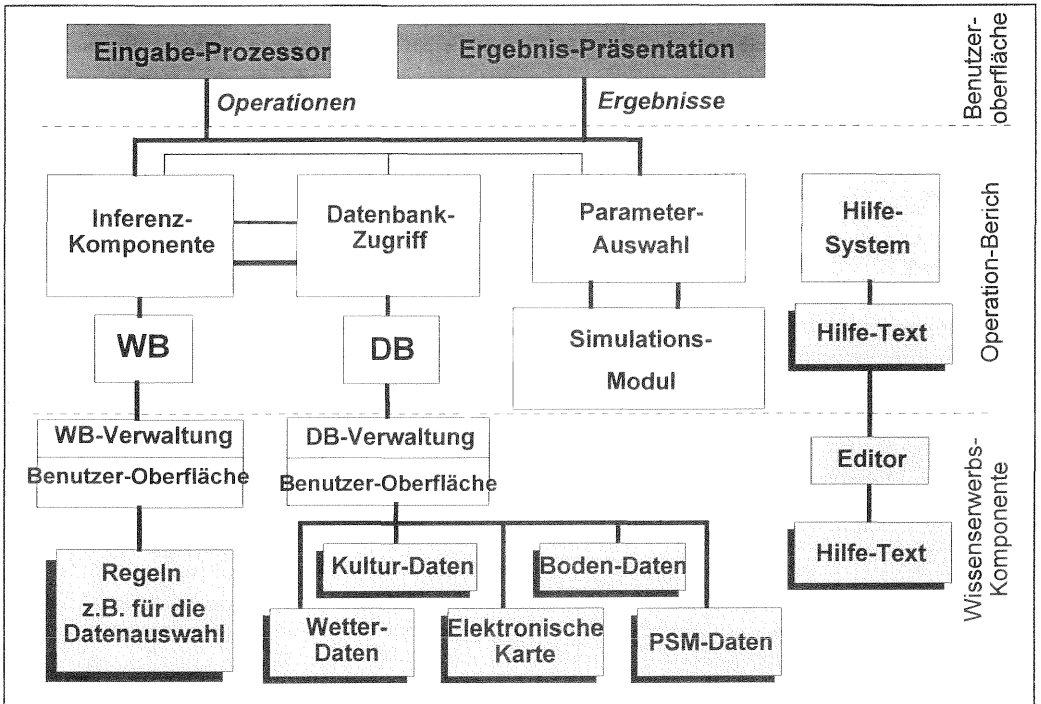 Eingabe-Prozessor
Ergebnis-Präsentation
Operationen
Ergebnisse
Benutzer-
oberfläche
Inferenz-
Komponente
Datenbank-
Zugriff
Parameter-
Auswahl
Hilfe-
System
WB
DB
Simulations-
Modul
Hilfe-Text
Operation-Berich
WB-Verwaltung
Benutzer-Oberfläche
DB-Verwaltung
Benutzer-Oberfläche
Editor
Hilfe-Text
Regeln
z.B. für die
Datenauswahl
Kultur-Daten
Boden-Daten
Wetter-
Daten
Elektronische
Karte
PSM-Daten
Wissenserwerbs-
Komponente